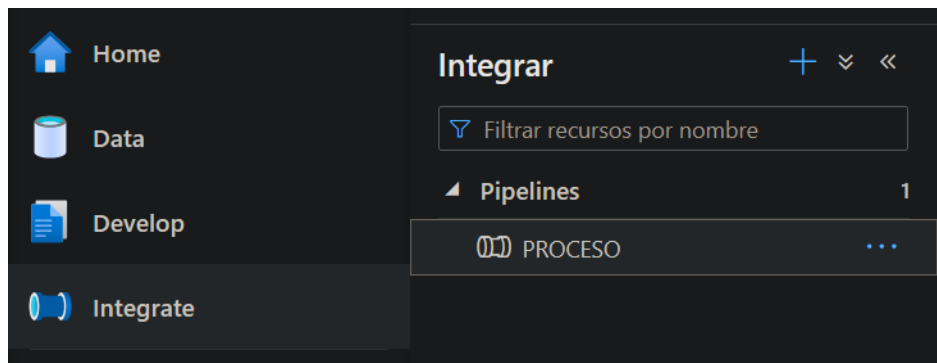 Home
Data
Develop
Integrate
Integrar
Filtrar recursos por nombre
Pipelines 1
PROCESO